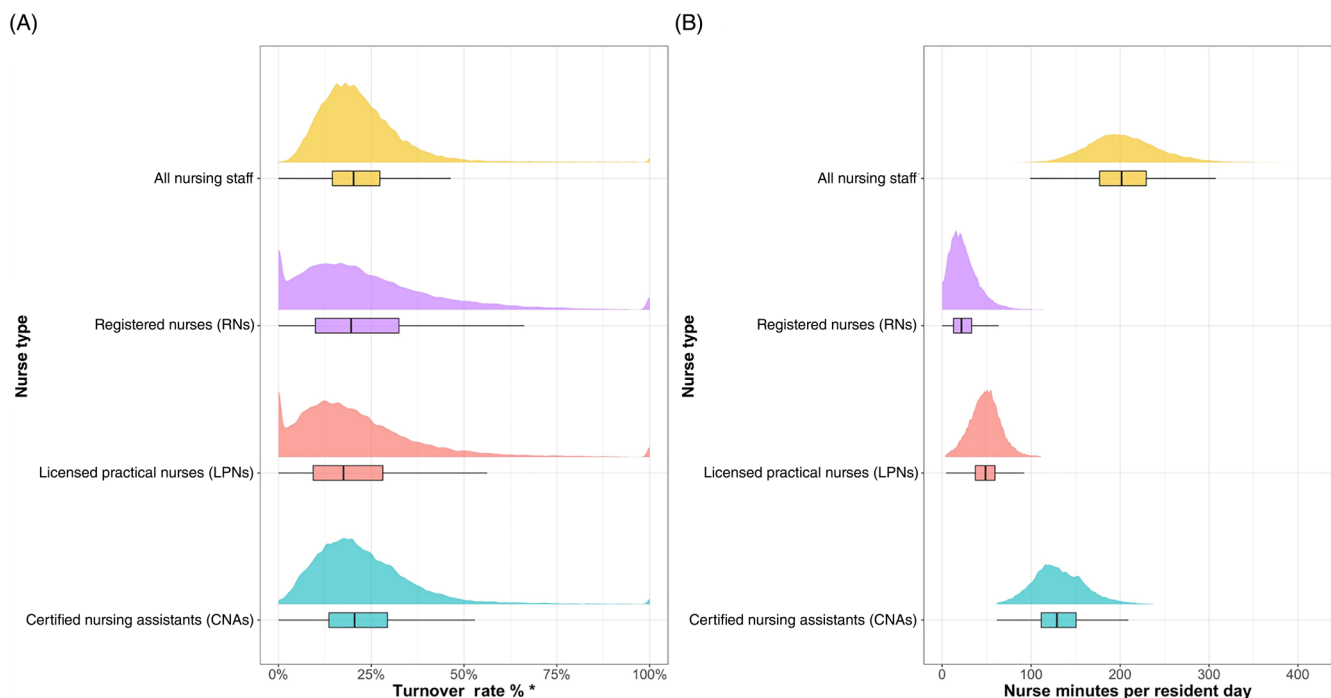 (A)
Nurse type
All nursing staff
Registered nurses (RNs)
Licensed practical nurses (LPNs)
Certified nursing assistants (CNAs)
0% 25% 50% 75% 100%
Turnover rate % *
(B)
Nurse type
All nursing staff
Registered nurses (RNs)
Licensed practical nurses (LPNs)
Certified nursing assistants (CNAs)
0 100 200 300 400
Nurse minutes per resident day